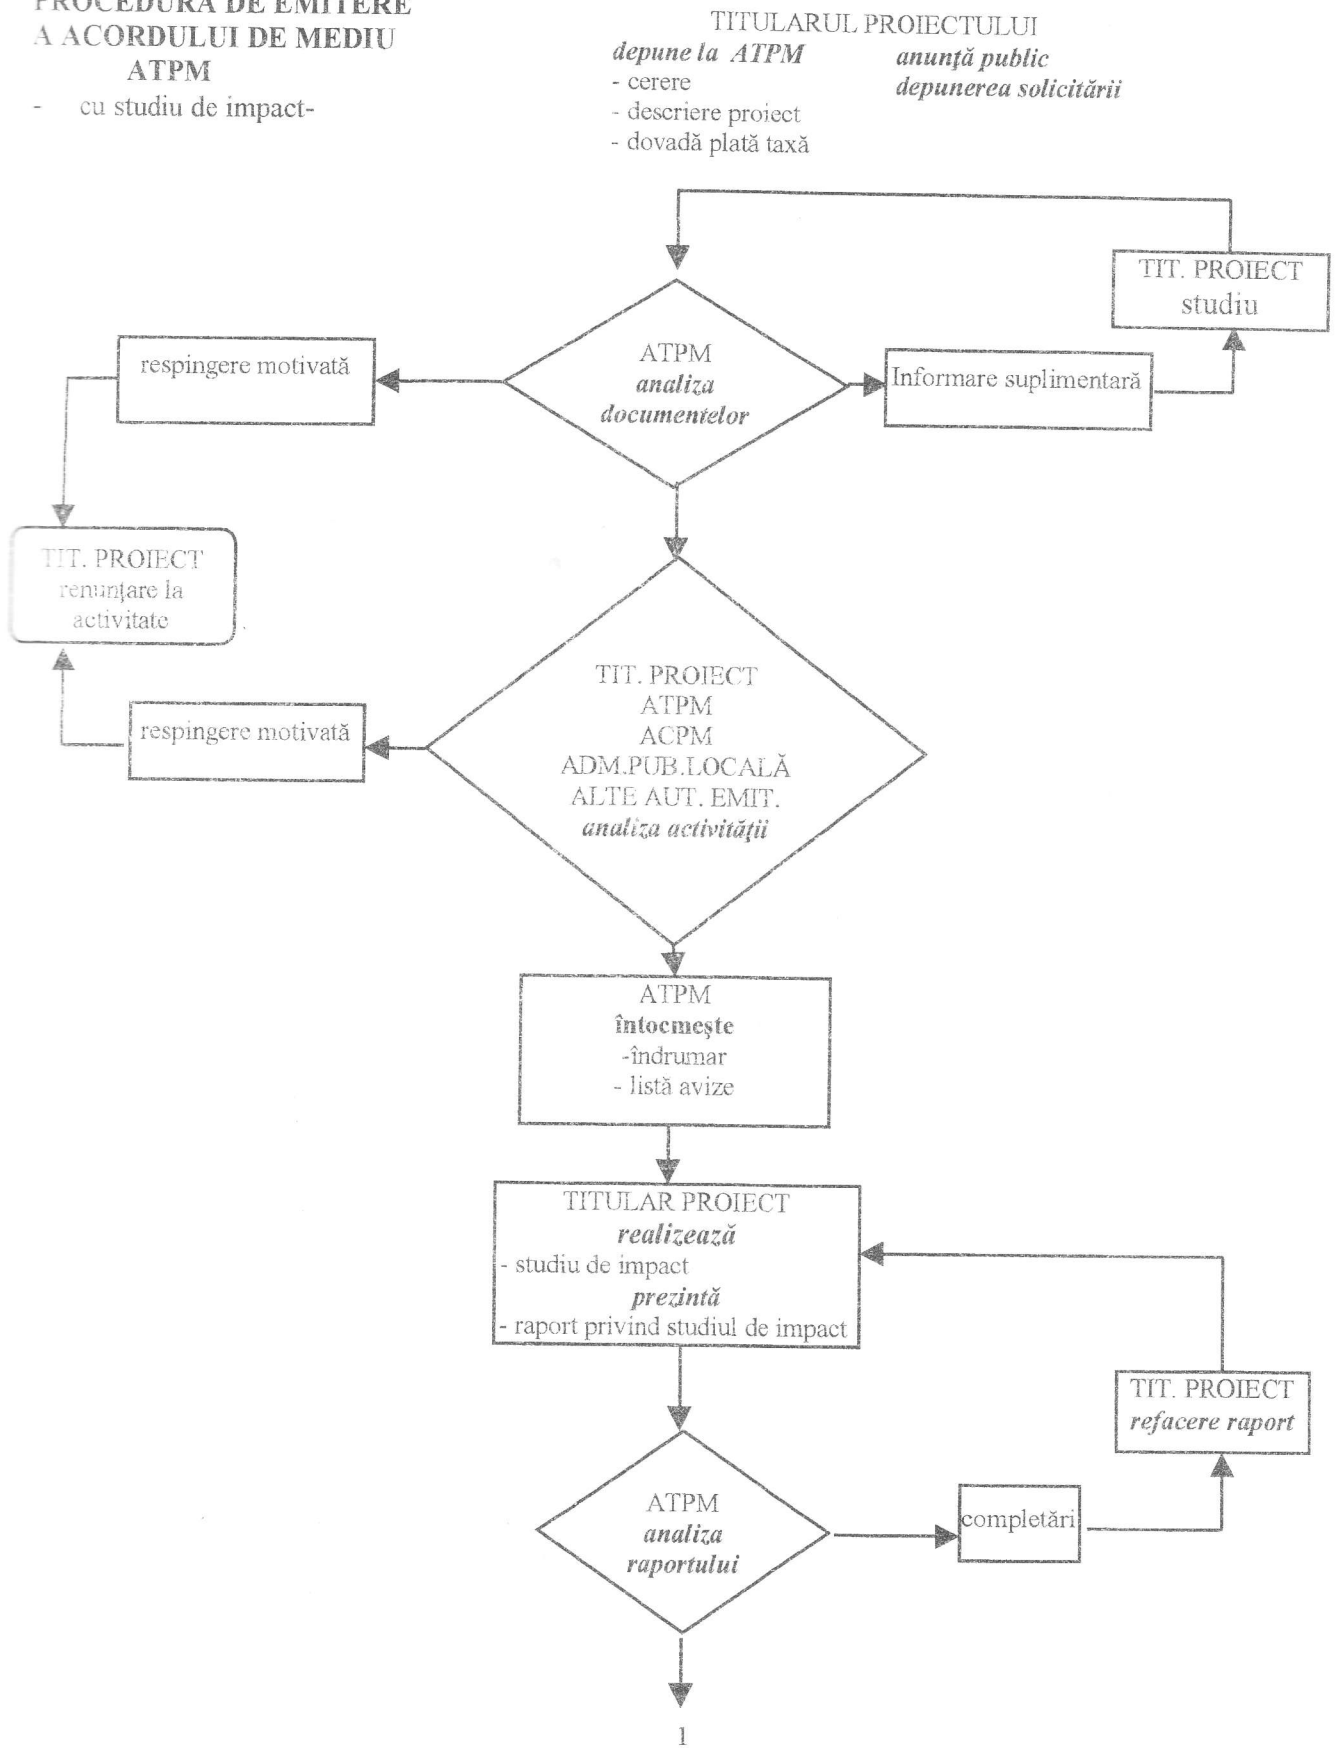 PROCEDURA DE EMITERE
A ACORDULUI DE MEDIU
ATPM
- cu studiu de impact-
TITULARUL PROIECTULUI
depune la ATPM
- cerere
- descriere proiect
- dovadă plată taxă
anunţă public
depunerea solicitării
TIT. PROIECT
studiu
respingere motivată
ATPM
analiza
documentelor
Informare suplimentară
TIT. PROIECT
renunţare la
activitate
respingere motivată
TIT. PROIECT
ATPM
ACPM
ADM.PUB.LOCALĂ
ALTE AUT. EMIT.
analiza activităţii
ATPM
întocmeşte
-îndrumar
- listă avize
TITULAR PROIECT
realizează
- studiu de impact
prezintă
- raport privind studiul de impact
TIT. PROIECT
refacere raport
ATPM
analiza
raportului
completări
1